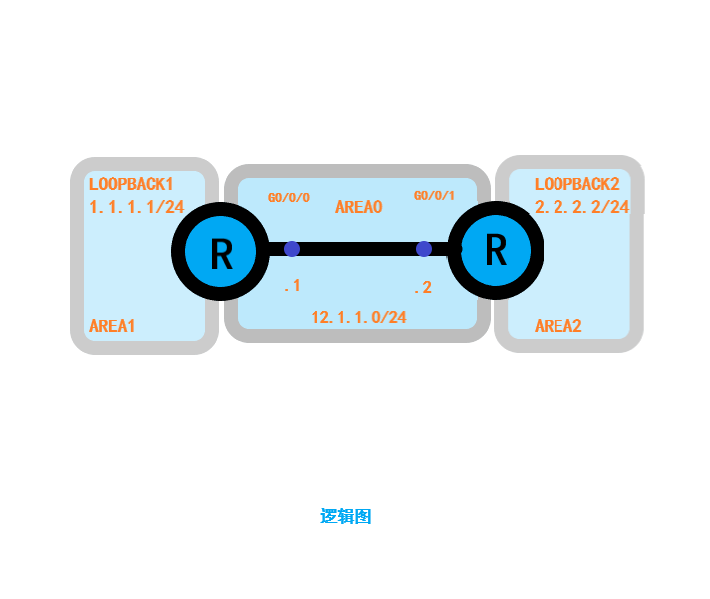 LOOPBACK1
1.1.1.1/24
AREA1
R
G0/0/0
AREA0
G0/0/1
.1
.2
12.1.1.0/24
R
LOOPBACK2
2.2.2.2/24
AREA2
逻辑图